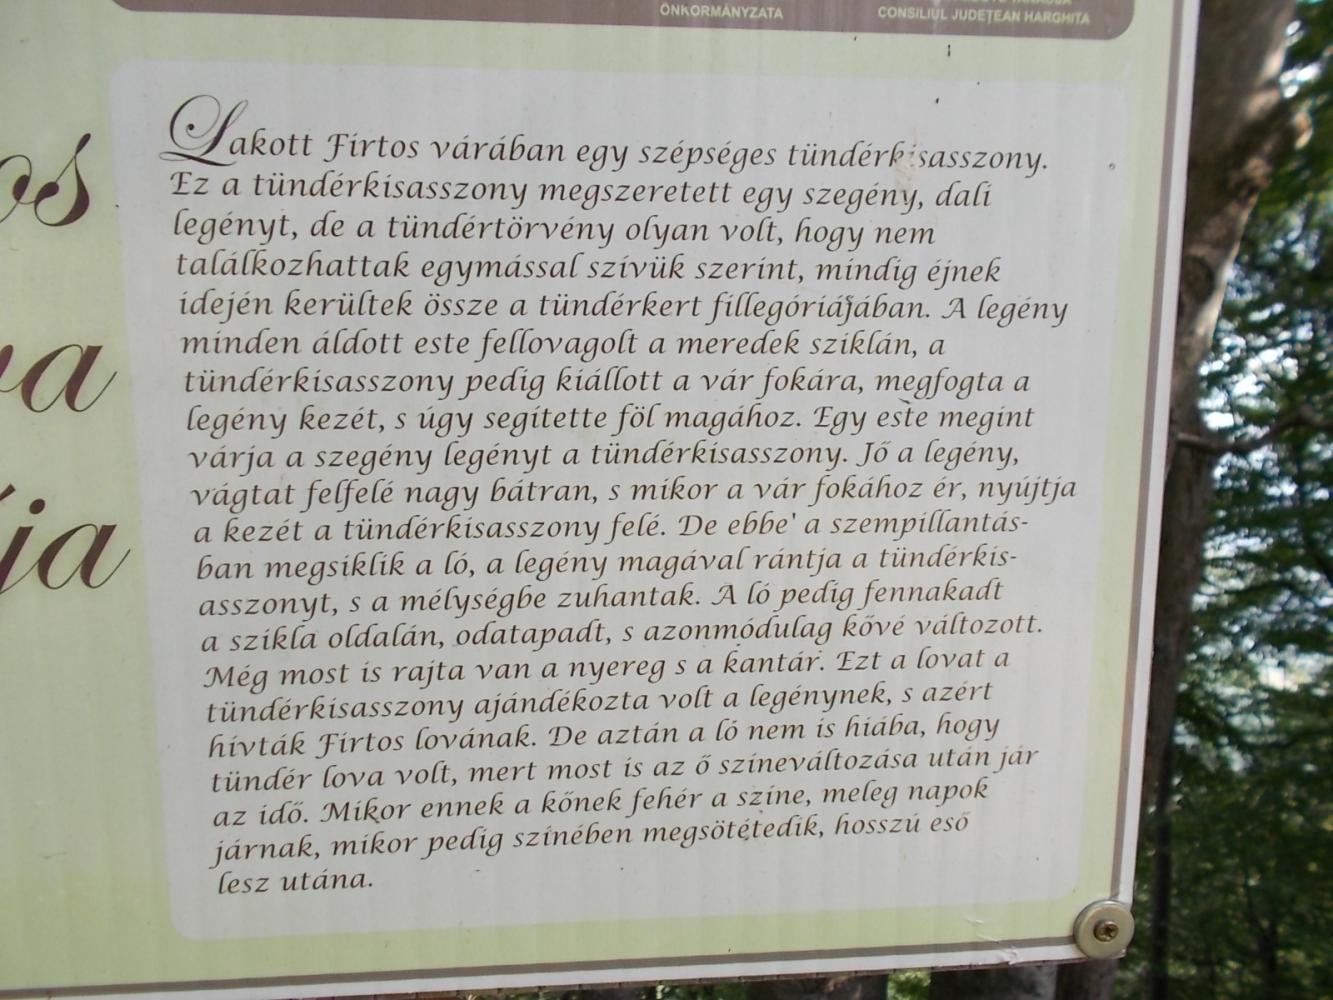 ÖNKORMÁNYZATA
CONSILIUL JUDEȚEAN HARGHITA
os
va
ja
Lakott Firtos várában egy szépséges tündérkisasszony.
Ez a tündérkisasszony megszeretett egy szegény, dali
legényt, de a tündértörvény olyan volt, hogy nem
találkozhattak egymással szívük szerint, mindig éjnek
idején kerültek össze a tündérkert fillegóriájában. A legény
minden áldott este fellovagolt a meredek sziklán, a
tündérkisasszony pedig kiállott a vár fokára, megfogta a
legény kezét, s úgy segítette föl magához. Egy este megint
várja a szegény legényt a tündérkisasszony. Jő a legény,
vágtat felfelé nagy bátran, s mikor a vár fokához ér, nyújtja
a kezét a tündérkisasszony felé. De ebbe' a szempillantás-
ban megsiklik a ló, a legény magával rántja a tündérkis-
asszonyt, s a mélységbe zuhantak. A ló pedig fennakadt
a szikla oldalán, odatapadt, s azonmódulag kővé változott.
Még most is rajta van a nyereg s a kantár. Ezt a lovat a
tündérkisasszony ajándékozta volt a legénynek, s azért
hívták Firtos lovának. De aztán a ló nem is hiába, hogy
tündér lova volt, mert most is az ő színeváltozása után jár
az idő. Mikor ennek a kőnek fehér a színe, meleg napok
járnak, mikor pedig színében megsötétedik, hosszú eső
lesz utána.